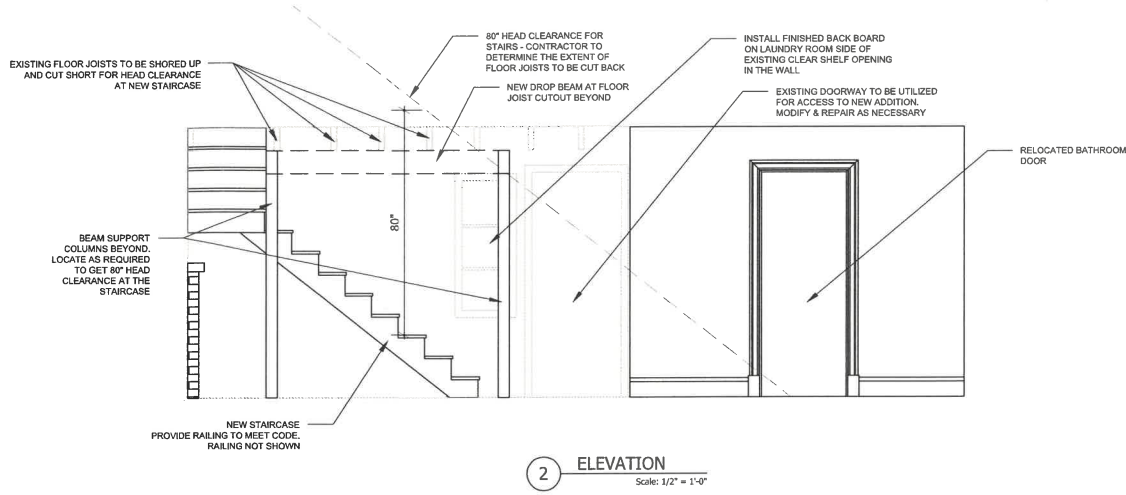 80" HEAD CLEARANCE FOR
STAIRS - CONTRACTOR TO
DETERMINE THE EXTENT OF
FLOOR JOISTS TO BE CUT BACK
INSTALL FINISHED BACK BOARD
ON LAUNDRY ROOM SIDE OF
EXISTING CLEAR SHELF OPENING
IN THE WALL
EXISTING FLOOR JOISTS TO BE SHORED UP
AND CUT SHORT FOR HEAD CLEARANCE
AT NEW STAIRCASE
NEW DROP BEAM AT FLOOR
JOIST CUTOUT BEYOND
EXISTING DOORWAY TO BE UTILIZED
FOR ACCESS TO NEW ADDITION.
MODIFY & REPAIR AS NECESSARY
RELOCATED BATHROOM
DOOR
80"
BEAM SUPPORT
COLUMNS BEYOND.
LOCATE AS REQUIRED
TO GET 80" HEAD
CLEARANCE AT THE
STAIRCASE
NEW STAIRCASE
PROVIDE RAILING TO MEET CODE.
RAILING NOT SHOWN
2
ELEVATION
Scale: 1/2" = 1'-0"